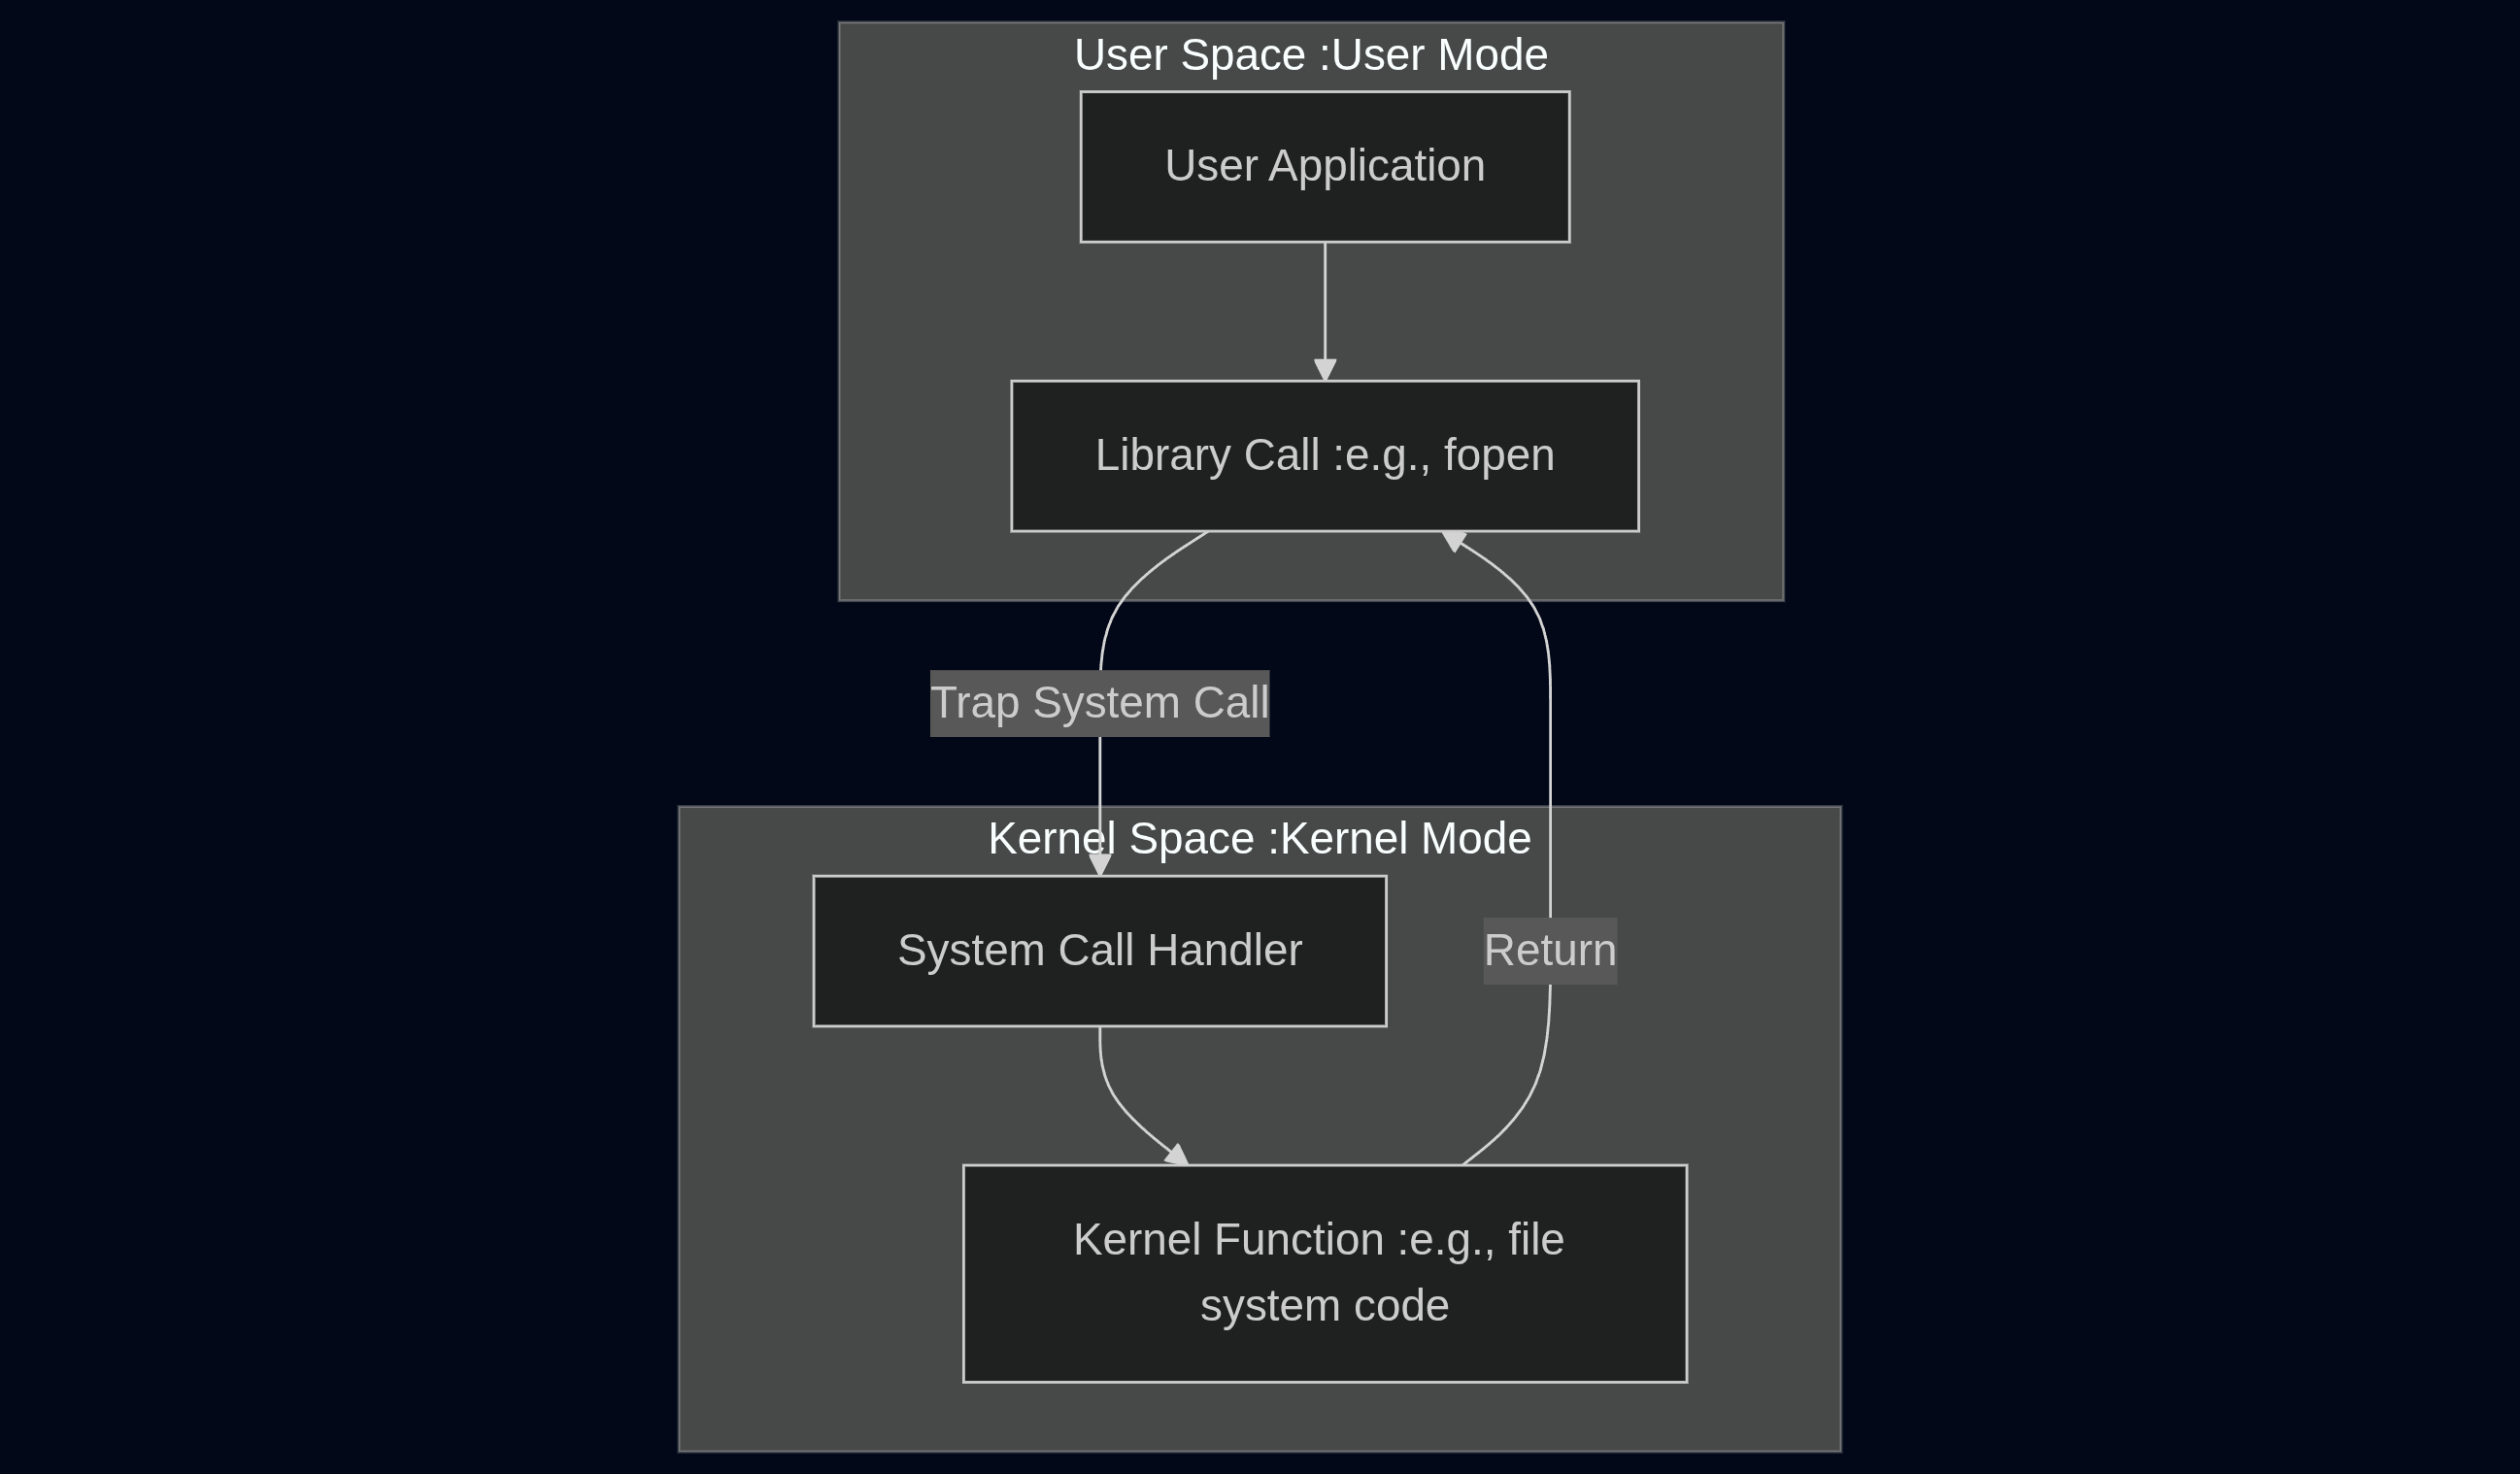 User Space :User Mode
User Application
Library Call :e.g., fopen
Trap System Call
Kernel Space :Kernel Mode
System Call Handler
Return
Kernel Function :e.g., file
system code